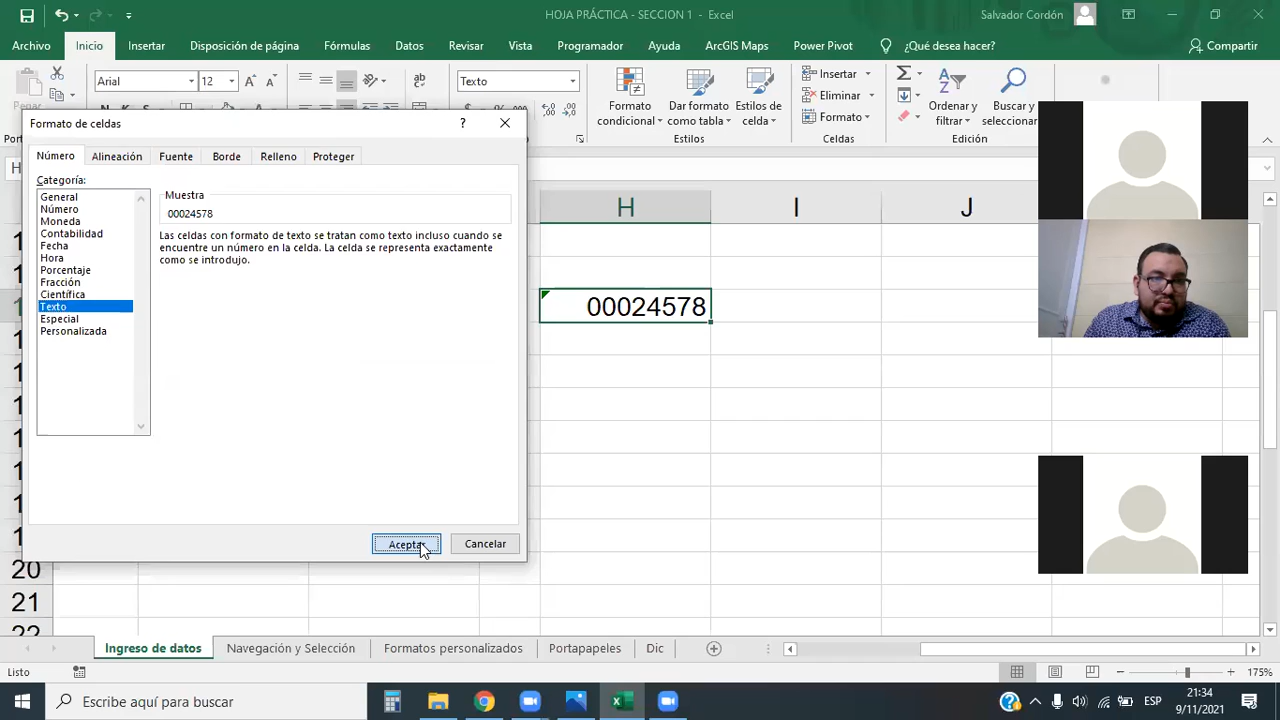 HOJA PRÁCTICA - SECCION 1 - Excel
Salvador Cordón
Archivo Inicio Insertar Disposición de página Fórmulas Datos Revisar Vista Programador Ayuda ArcGIS Maps Power Pivot ¿Qué desea hacer? Compartir
Arial 12 Texto
Formato condicional
Dar formato como tabla
Estilos de celda
Insertar
Eliminar
Formato
Ordenar y filtrar
Buscar y seleccionar
Estilos Celdas Edición
Formato de celdas
Número Alineación Fuente Borde Relleno Proteger
Categoría:
General
Número
Moneda
Contabilidad
Fecha
Hora
Porcentaje
Fracción
Científica
Texto
Especial
Personalizada
Muestra
00024578
Las celdas con formato de texto se tratan como texto incluso cuando se
encuentre un número en la celda. La celda se representa exactamente
como se introdujo.
Aceptar Cancelar
H I J
00024578
20
21
22
Ingreso de datos Navegación y Selección Formatos personalizados Portapapeles Dic
Listo
175%
Escribe aquí para buscar
ESP
21:34
9/11/2021